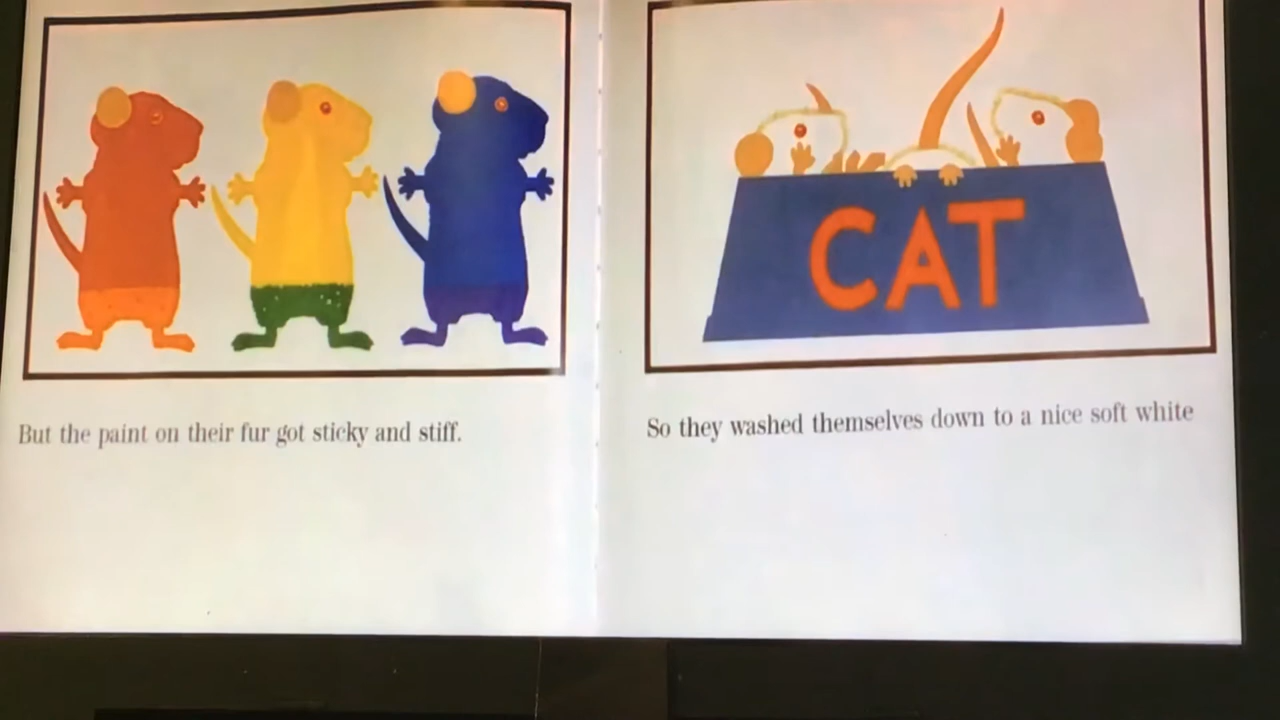 CAT
But the paint on their fur got sticky and stiff.
So they washed themselves down to a nice soft white